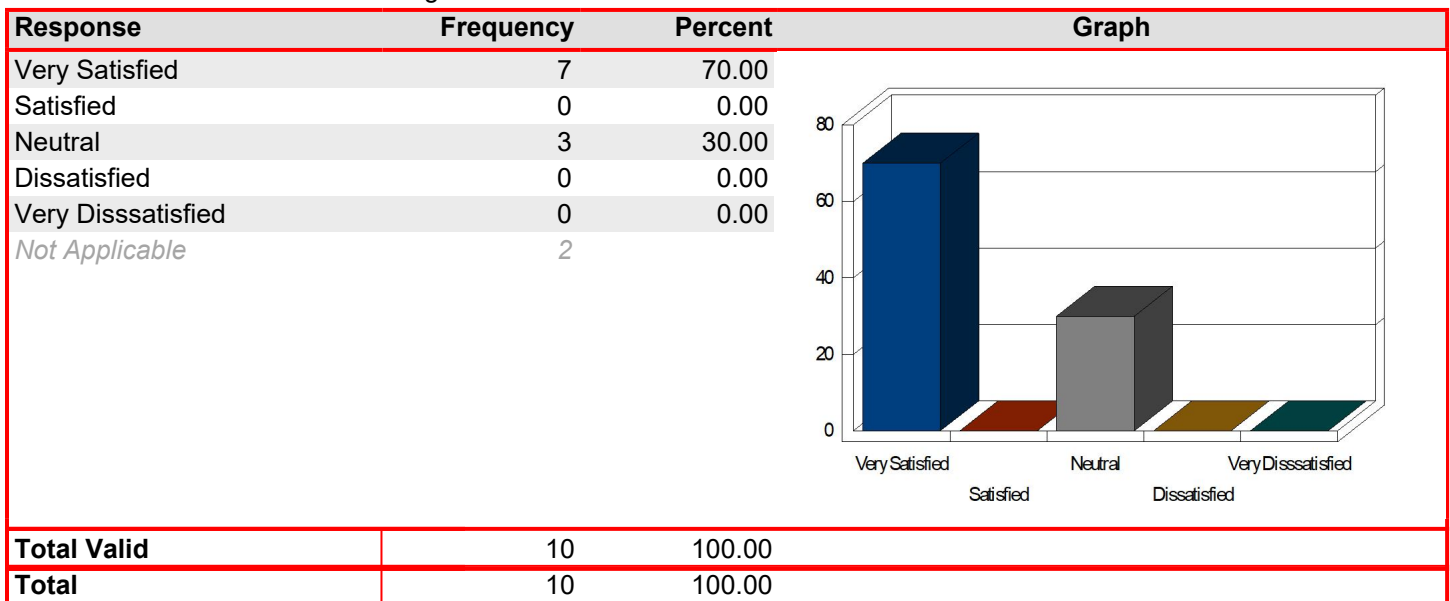 Response Frequency Percent Graph
Very Satisfied 7 70.00
Satisfied 0 0.00
Neutral 3 30.00
Dissatisfied 0 0.00
Very Disssatisfied 0 0.00
Not Applicable 2
80
60
40
20
0
Very Satisfied Neutral Very Disssatisfied
Satisfied Dissatisfied
Total Valid 10 100.00
Total 10 100.00